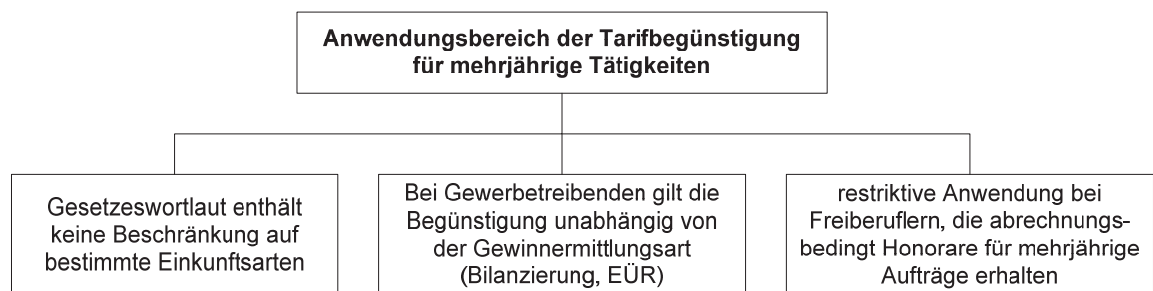 Anwendungsbereich der Tarifbegünstigung
für mehrjährige Tätigkeiten
Gesetzeswortlaut enthält
keine Beschränkung auf
bestimmte Einkunftsarten
Bei Gewerbetreibenden gilt die
Begünstigung unabhängig von
der Gewinnermittlungsart
(Bilanzierung, EÜR)
restriktive Anwendung bei
Freiberuflern, die abrechnungs-
bedingt Honorare für mehrjährige
Aufträge erhalten